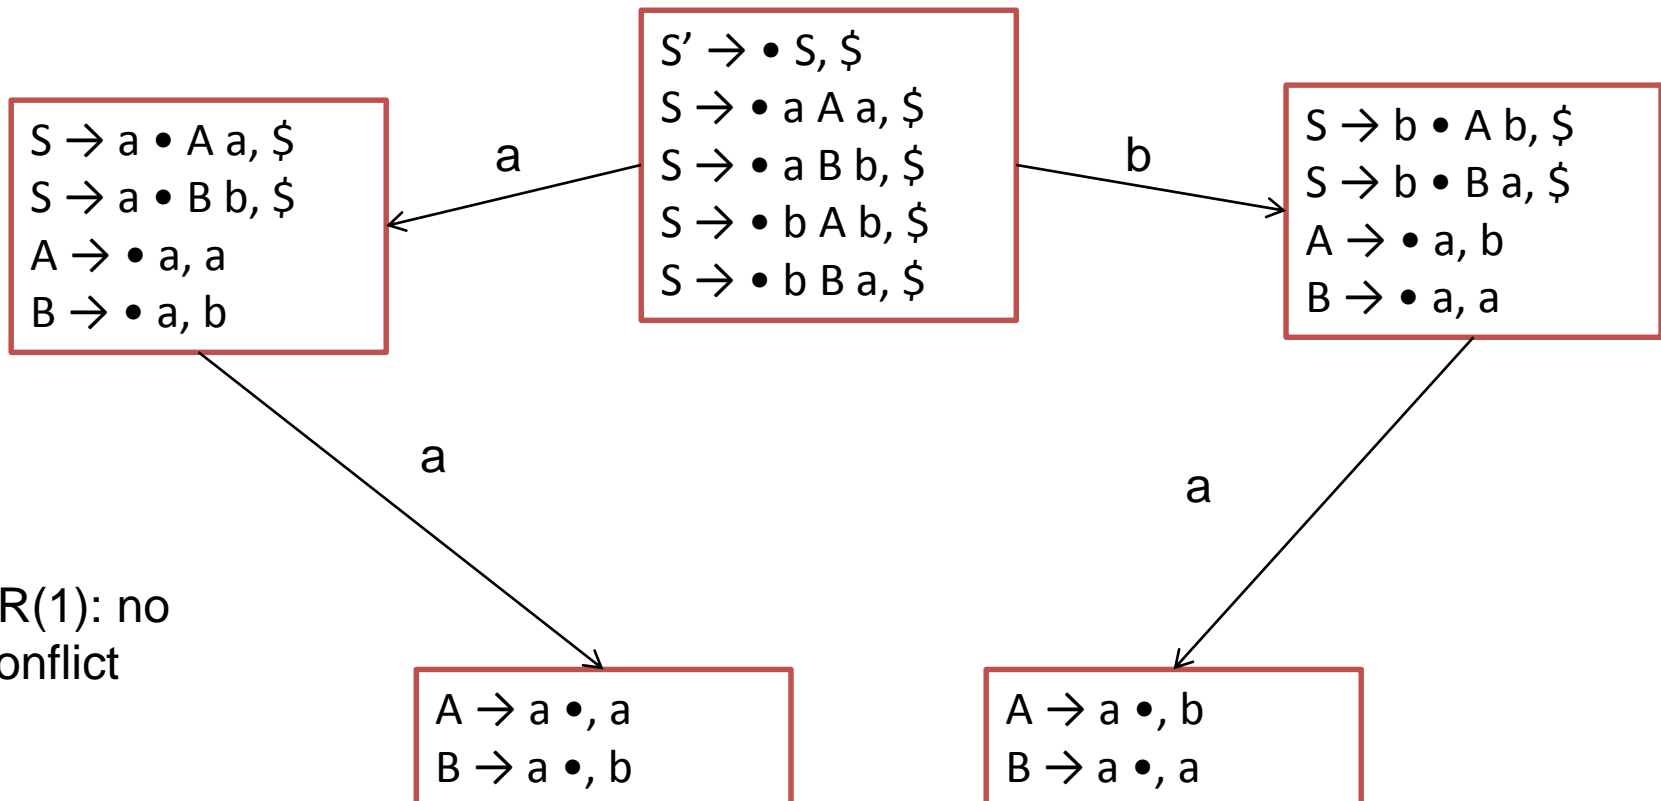 S’ → • S, $
S → • a A a, $
S → • a B b, $
S → • b A b, $
S → • b B a, $
S → a • A a, $
S → a • B b, $
A → • a, a
B → • a, b
a
b
S → b • A b, $
S → b • B a, $
A → • a, b
B → • a, a
a
a
R(1): no
onflict
A → a •, a
B → a •, b
A → a •, b
B → a •, a